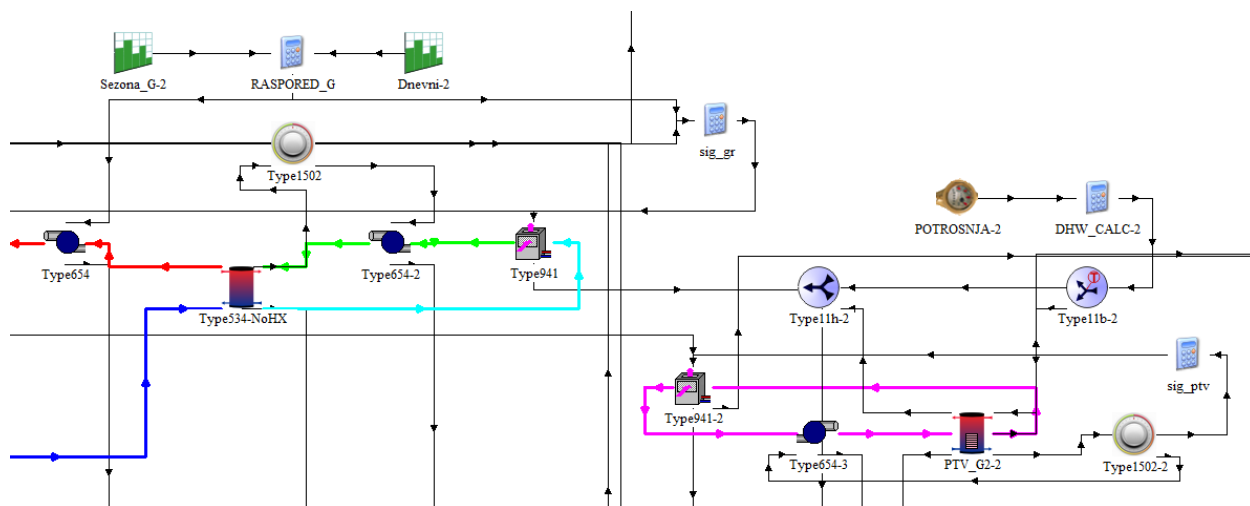 Sezona_G-2
RASPORED_G
Dnevni-2
sig_gr
Type1502
POTROSNJA-2
DHW_CALC-2
Type654
Type654-2
Type941
Type534-NoHX
Type11h-2
Type11b-2
sig_ptv
Type941-2
Type654-3
PTV_G2-2
Type1502-2